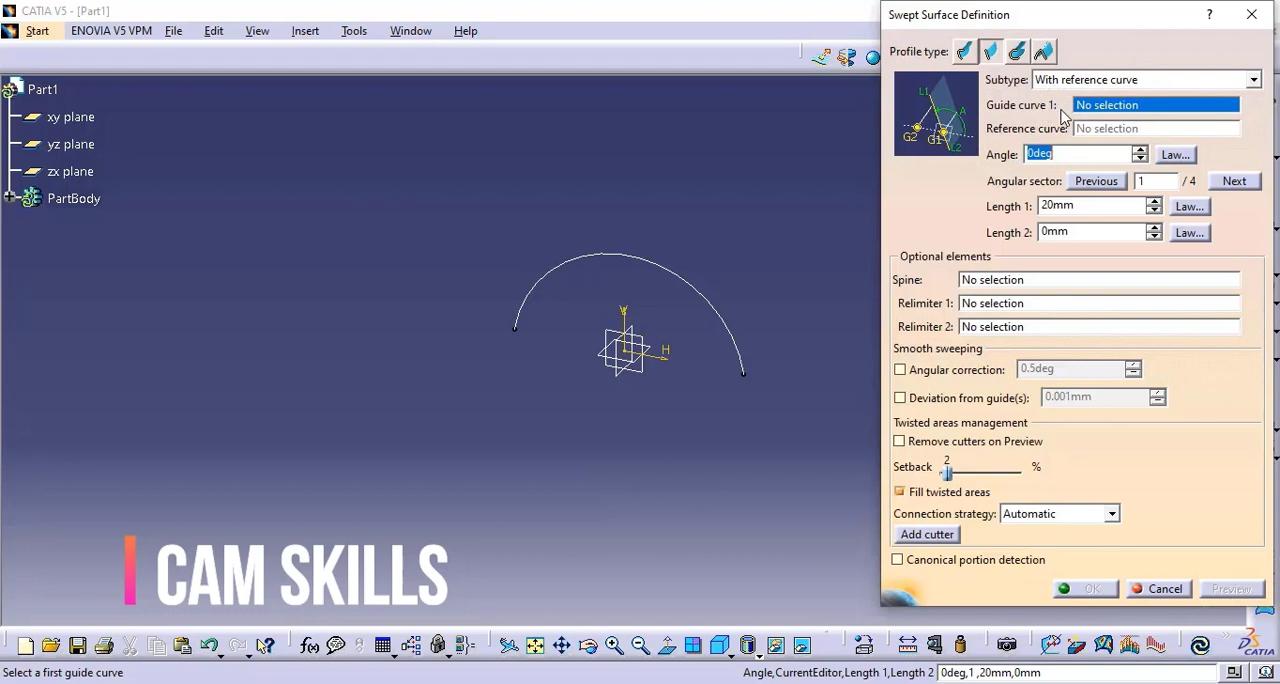 CATIA V5 - [Part1]
Start ENOVIA V5 VPM File Edit View Insert Tools Window Help
Part1
xy plane
yz plane
zx plane
PartBody
V
H
CAM SKILLS
Swept Surface Definition ?
Profile type:
Subtype: With reference curve
L1
A
G2
G1
L2
Guide curve 1: No selection
Reference curve: No selection
Angle: 0deg Law...
Angular sector: Previous 1 / 4 Next
Length 1: 20mm Law...
Length 2: 0mm Law...
Optional elements
Spine: No selection
Relimiter 1: No selection
Relimiter 2: No selection
Smooth sweeping
Angular correction: 0.5deg
Deviation from guide(s): 0.001mm
Twisted areas management
Remove cutters on Preview
Setback 2 %
Fill twisted areas
Connection strategy: Automatic
Add cutter
Canonical portion detection
OK Cancel Preview
f(x)
CATIA
Select a first guide curve Angle,CurrentEditor,Length 1,Length 2 0deg,1 ,20mm,0mm